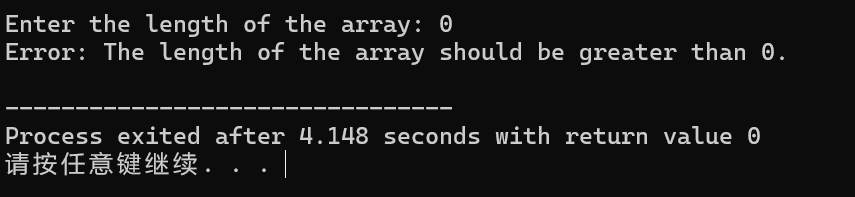 Enter the length of the array: 0
Error: The length of the array should be greater than 0.
--------------------------------
Process exited after 4.148 seconds with return value 0
请按任意键继续. . .